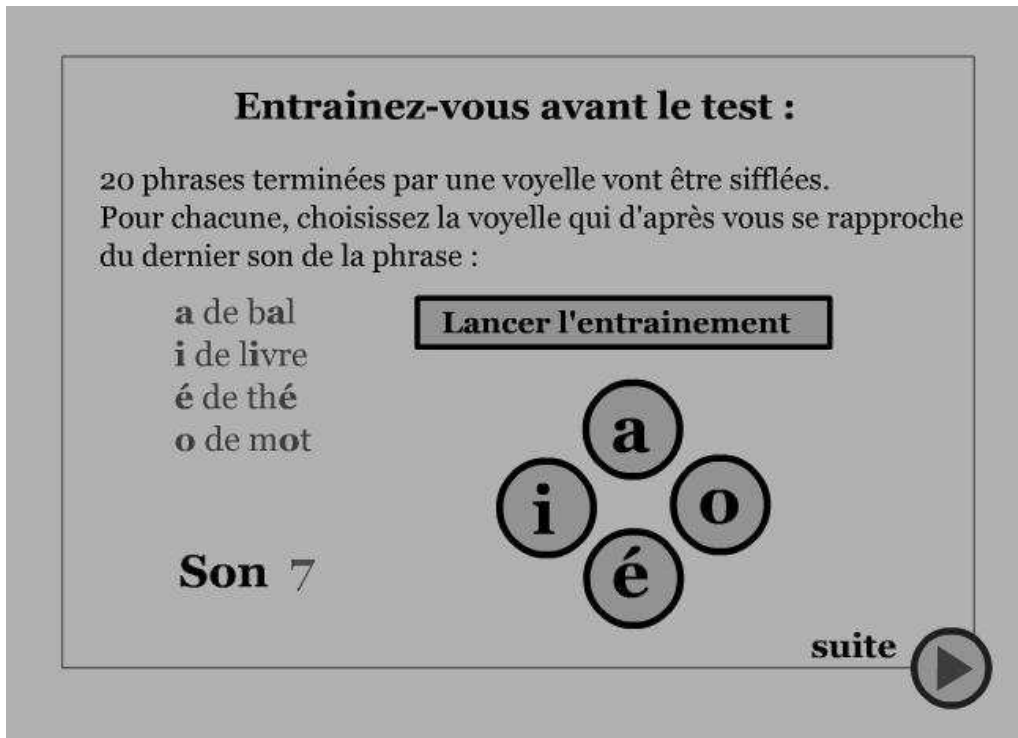 Entrainez-vous avant le test :
20 phrases terminées par une voyelle vont être sifflées.
Pour chacune, choisissez la voyelle qui d'après vous se rapproche
du dernier son de la phrase :
a de bal
i de livre
é de thé
o de mot
Lancer l'entrainement
a
i
o
é
Son 7
suite